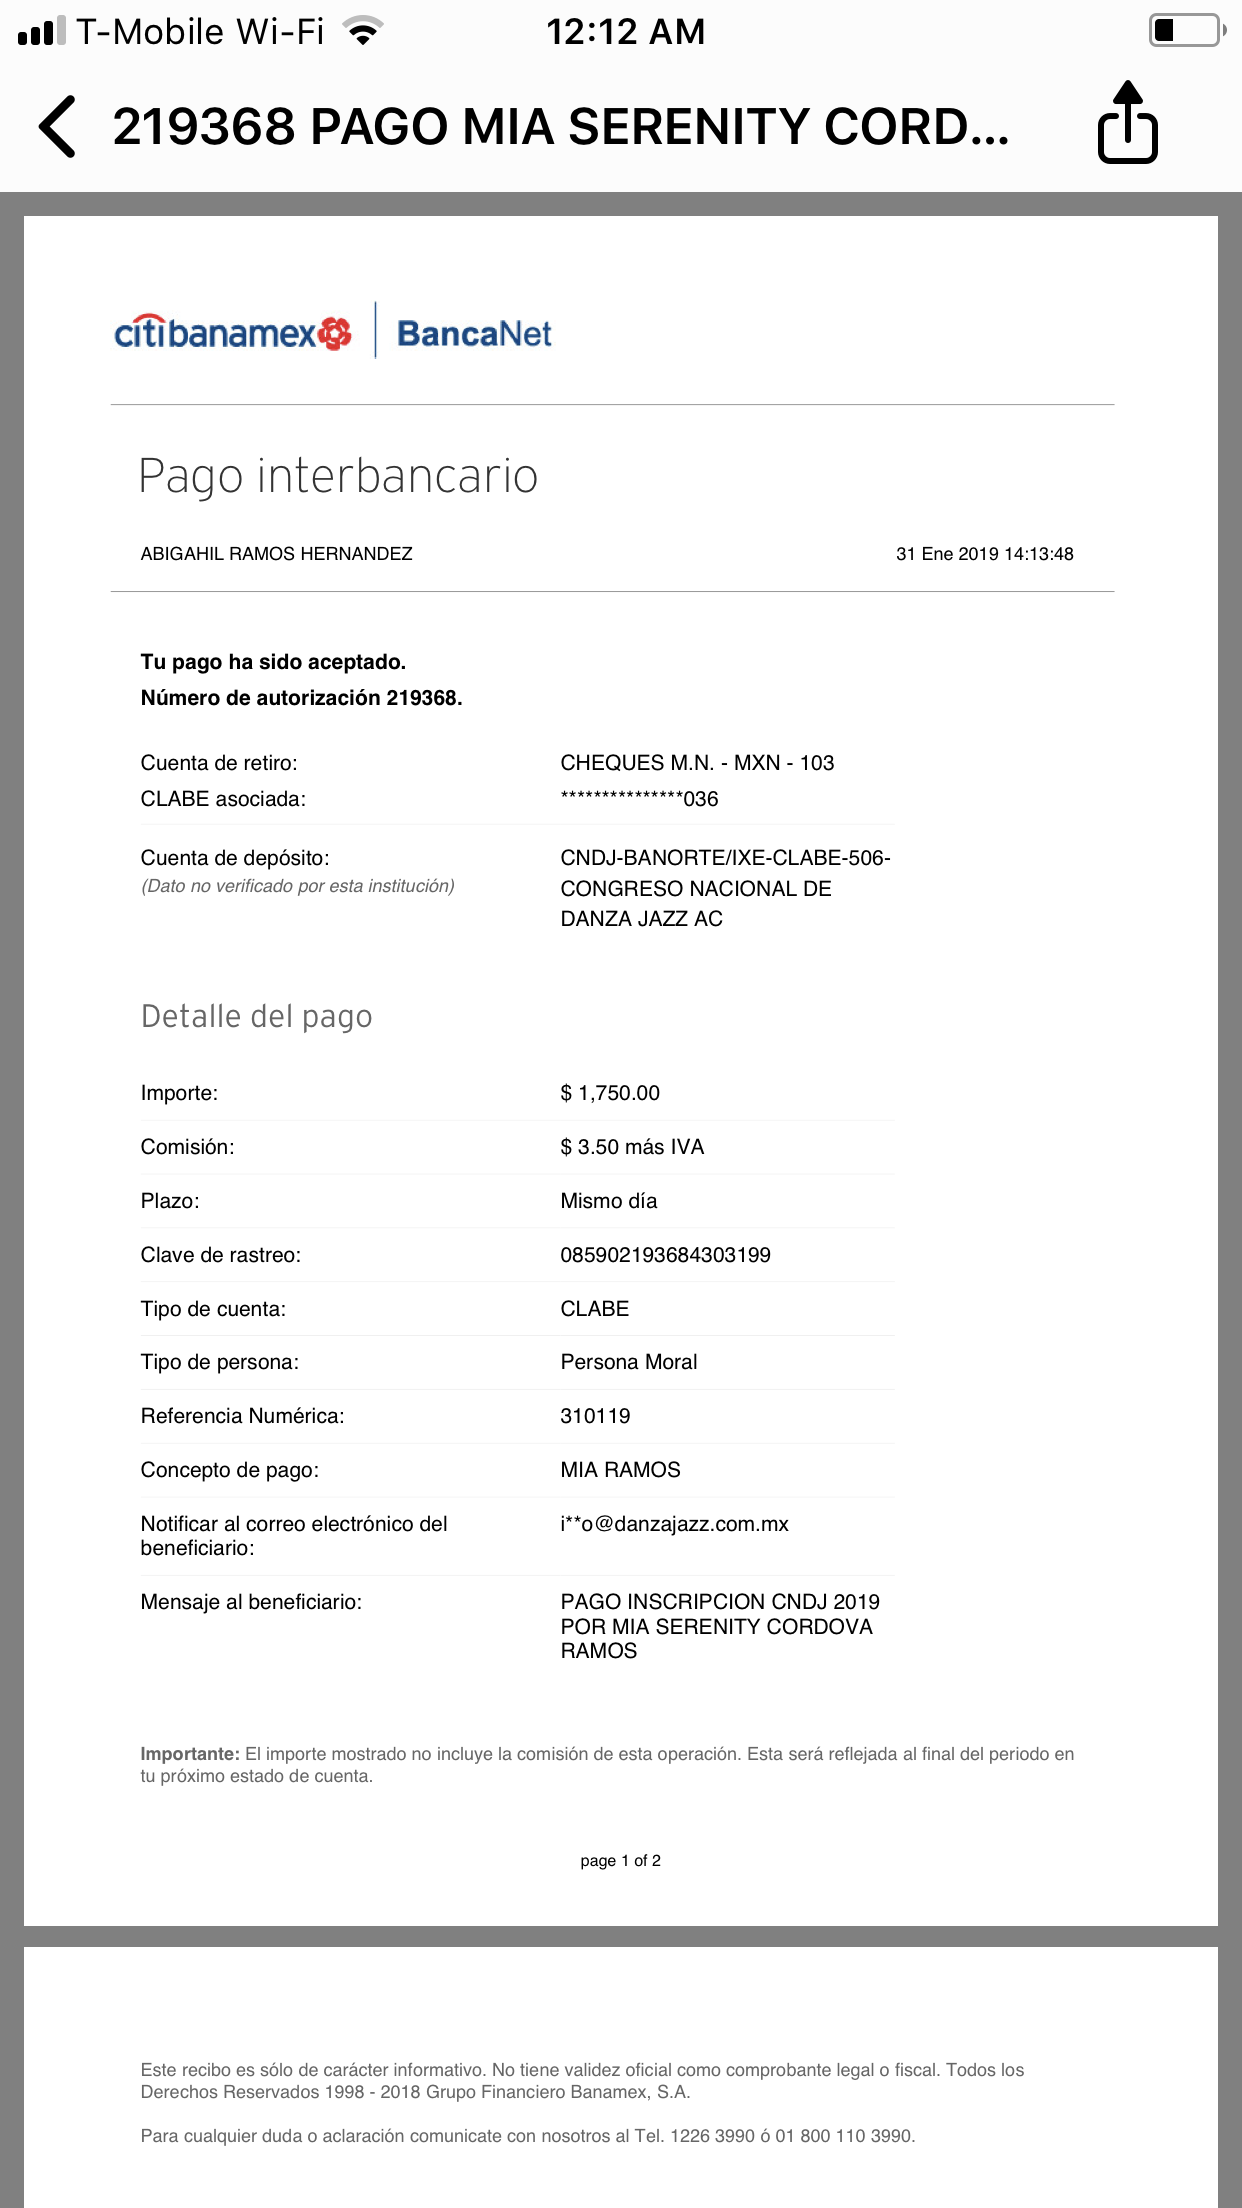 T-Mobile Wi-Fi 12:12 AM
219368 PAGO MIA SERENITY CORD...
citibanamex BancaNet
Pago interbancario
ABIGAHIL RAMOS HERNANDEZ 31 Ene 2019 14:13:48
Tu pago ha sido aceptado.
Número de autorización 219368.
Cuenta de retiro: CHEQUES M.N. - MXN - 103
CLABE asociada: ***************036
Cuenta de depósito: CNDJ-BANORTE/IXE-CLABE-506-
(Dato no verificado por esta institución) CONGRESO NACIONAL DE
DANZA JAZZ AC
Detalle del pago
Importe: $ 1,750.00
Comisión: $ 3.50 más IVA
Plazo: Mismo día
Clave de rastreo: 085902193684303199
Tipo de cuenta: CLABE
Tipo de persona: Persona Moral
Referencia Numérica: 310119
Concepto de pago: MIA RAMOS
Notificar al correo electrónico del i**o@danzajazz.com.mx
beneficiario:
Mensaje al beneficiario: PAGO INSCRIPCION CNDJ 2019
POR MIA SERENITY CORDOVA
RAMOS
Importante: El importe mostrado no incluye la comisión de esta operación. Esta será reflejada al final del periodo en
tu próximo estado de cuenta.
page 1 of 2
Este recibo es sólo de carácter informativo. No tiene validez oficial como comprobante legal o fiscal. Todos los
Derechos Reservados 1998 - 2018 Grupo Financiero Banamex, S.A.
Para cualquier duda o aclaración comunicate con nosotros al Tel. 1226 3990 ó 01 800 110 3990.